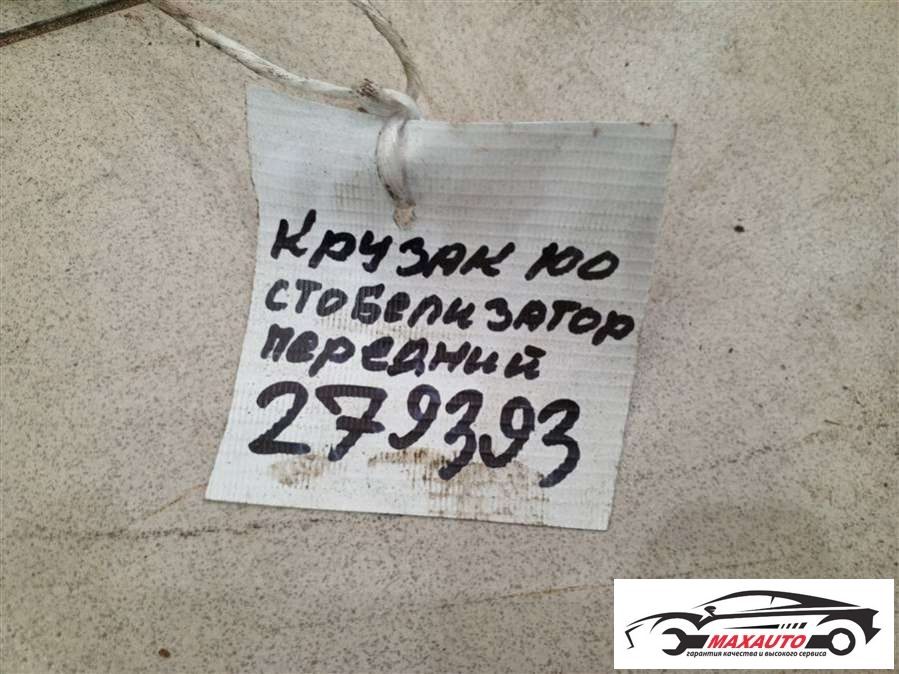 Крузак 100
стобелизатор
передний
279393
MAXAUTO
гарантия качества и высокого сервиса